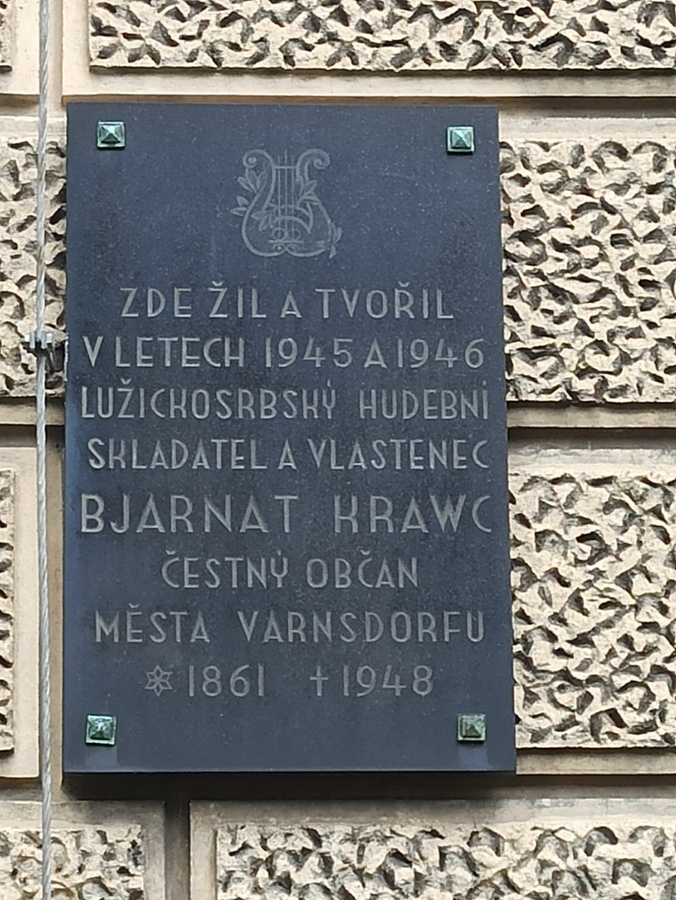 ZDE ŽIL A TVOŘIL
V LETECH 1945 A 1946
LUŽICKOSRBSKÝ HUDEBNÍ
SKLADATEL A VLASTENEC
BJARNAT KRAWC
ČESTNÝ OBČAN
MĚSTA VARNSDORFU
✡1861 †1948